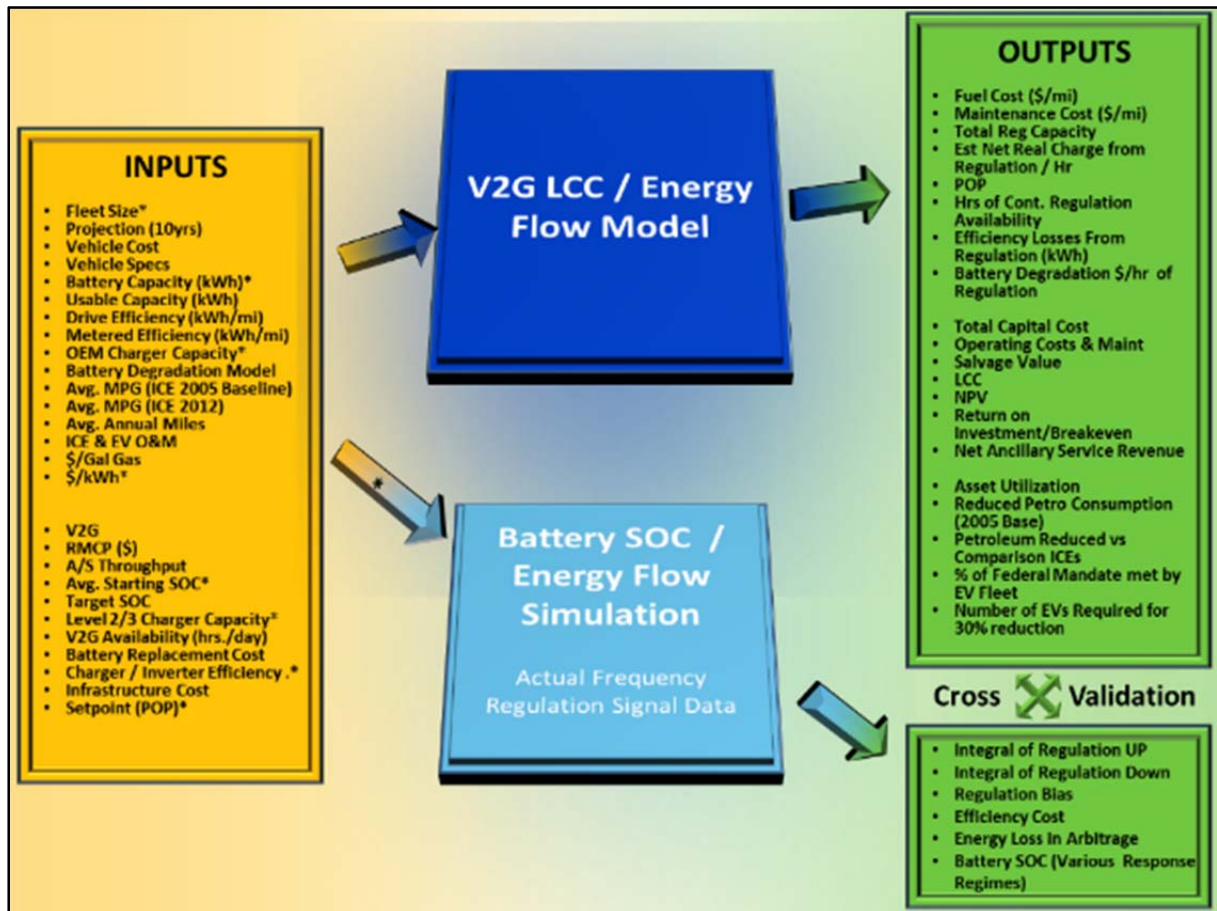 INPUTS
• Fleet Size*
• Projection (10yrs)
• Vehicle Cost
• Vehicle Specs
• Battery Capacity (kWh)*
• Usable Capacity (kWh)
• Drive Efficiency (kWh/mi)
• Metered Efficiency (kWh/mi)
• OEM Charger Capacity*
• Battery Degradation Model
• Avg. MPG (ICE 2005 Baseline)
• Avg. MPG (ICE 2012)
• Avg. Annual Miles
• ICE & EV O&M
• $/Gal Gas
• $/kWh*
• V2G
• RMCP ($)
• A/S Throughput
• Avg. Starting SOC*
• Target SOC
• Level 2/3 Charger Capacity*
• V2G Availability (hrs./day)
• Battery Replacement Cost
• Charger / Inverter Efficiency .*
• Infrastructure Cost
• Setpoint (POP)*
V2G LCC / Energy
Flow Model
*
Battery SOC /
Energy Flow
Simulation
Actual Frequency
Regulation Signal Data
OUTPUTS
• Fuel Cost ($/mi)
• Maintenance Cost ($/mi)
• Total Reg Capacity
• Est Net Real Charge from
Regulation / Hr
• POP
• Hrs of Cont. Regulation
Availability
• Efficiency Losses From
Regulation (kWh)
• Battery Degradation $/hr of
Regulation
• Total Capital Cost
• Operating Costs & Maint
• Salvage Value
• LCC
• NPV
• Return on
Investment/Breakeven
• Net Ancillary Service Revenue
• Asset Utilization
• Reduced Petro Consumption
(2005 Base)
• Petroleum Reduced vs
Comparison ICEs
• % of Federal Mandate met by
EV Fleet
• Number of EVs Required for
30% reduction
Cross Validation
• Integral of Regulation UP
• Integral of Regulation Down
• Regulation Bias
• Efficiency Cost
• Energy Loss in Arbitrage
• Battery SOC (Various Response
Regimes)